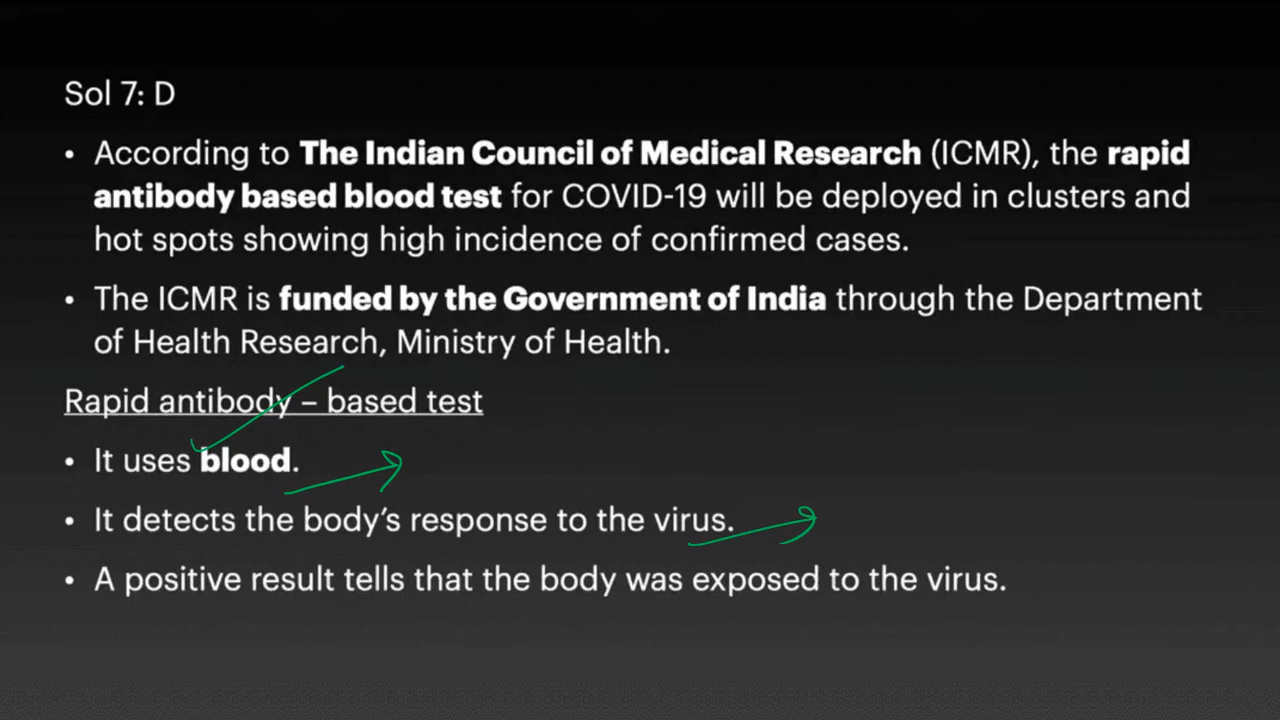 Sol 7: D
• According to The Indian Council of Medical Research (ICMR), the rapid
antibody based blood test for COVID-19 will be deployed in clusters and
hot spots showing high incidence of confirmed cases.
• The ICMR is funded by the Government of India through the Department
of Health Research, Ministry of Health.
Rapid antibody – based test
• It uses blood.
• It detects the body's response to the virus.
• A positive result tells that the body was exposed to the virus.